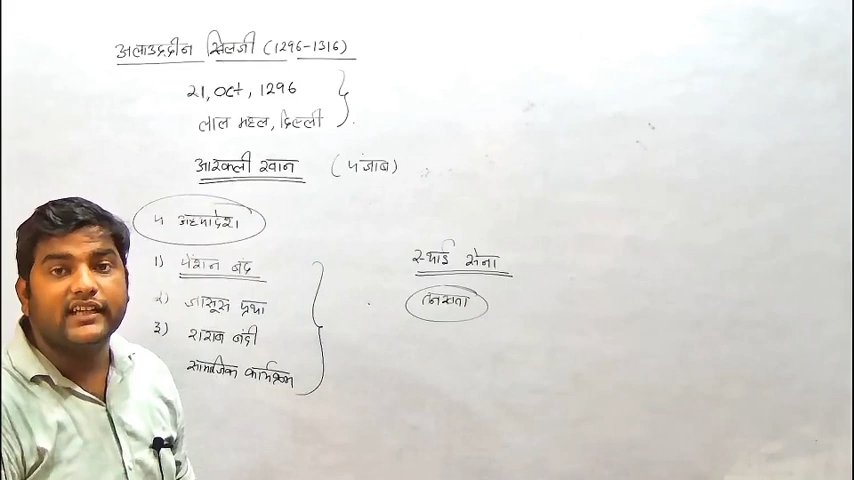 अलाउद्दीन खिलजी (1296-1316)
21, Oct, 1296
लाल महल, दिल्ली
आरकली खान (पंजाब)
4 अध्यादेश
1) पेंशन बंद
2) जासूस प्रथा
3) शराब बंदी
सामाजिक कार्यक्रम
स्थाई सेना